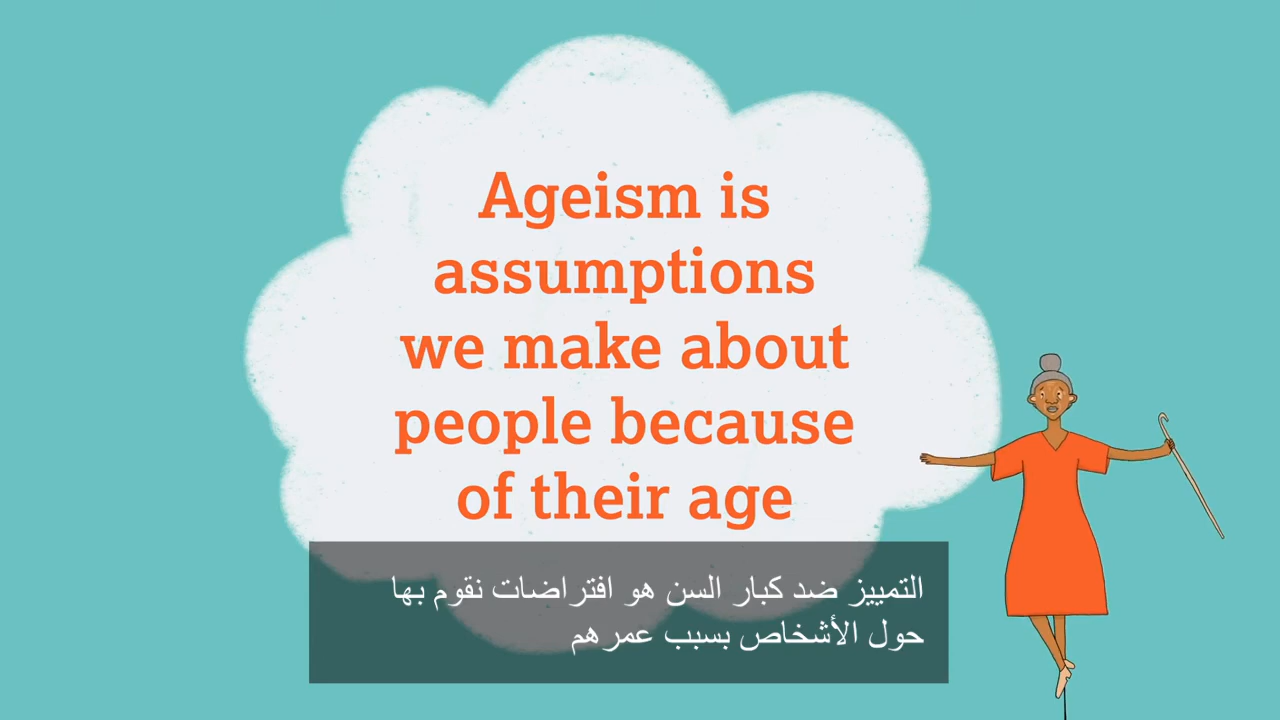 Ageism is
assumptions
we make about
people because
of their age
التمييز ضد كبار السن هو افتراضات نقوم بها
حول الأشخاص بسبب عمرهم